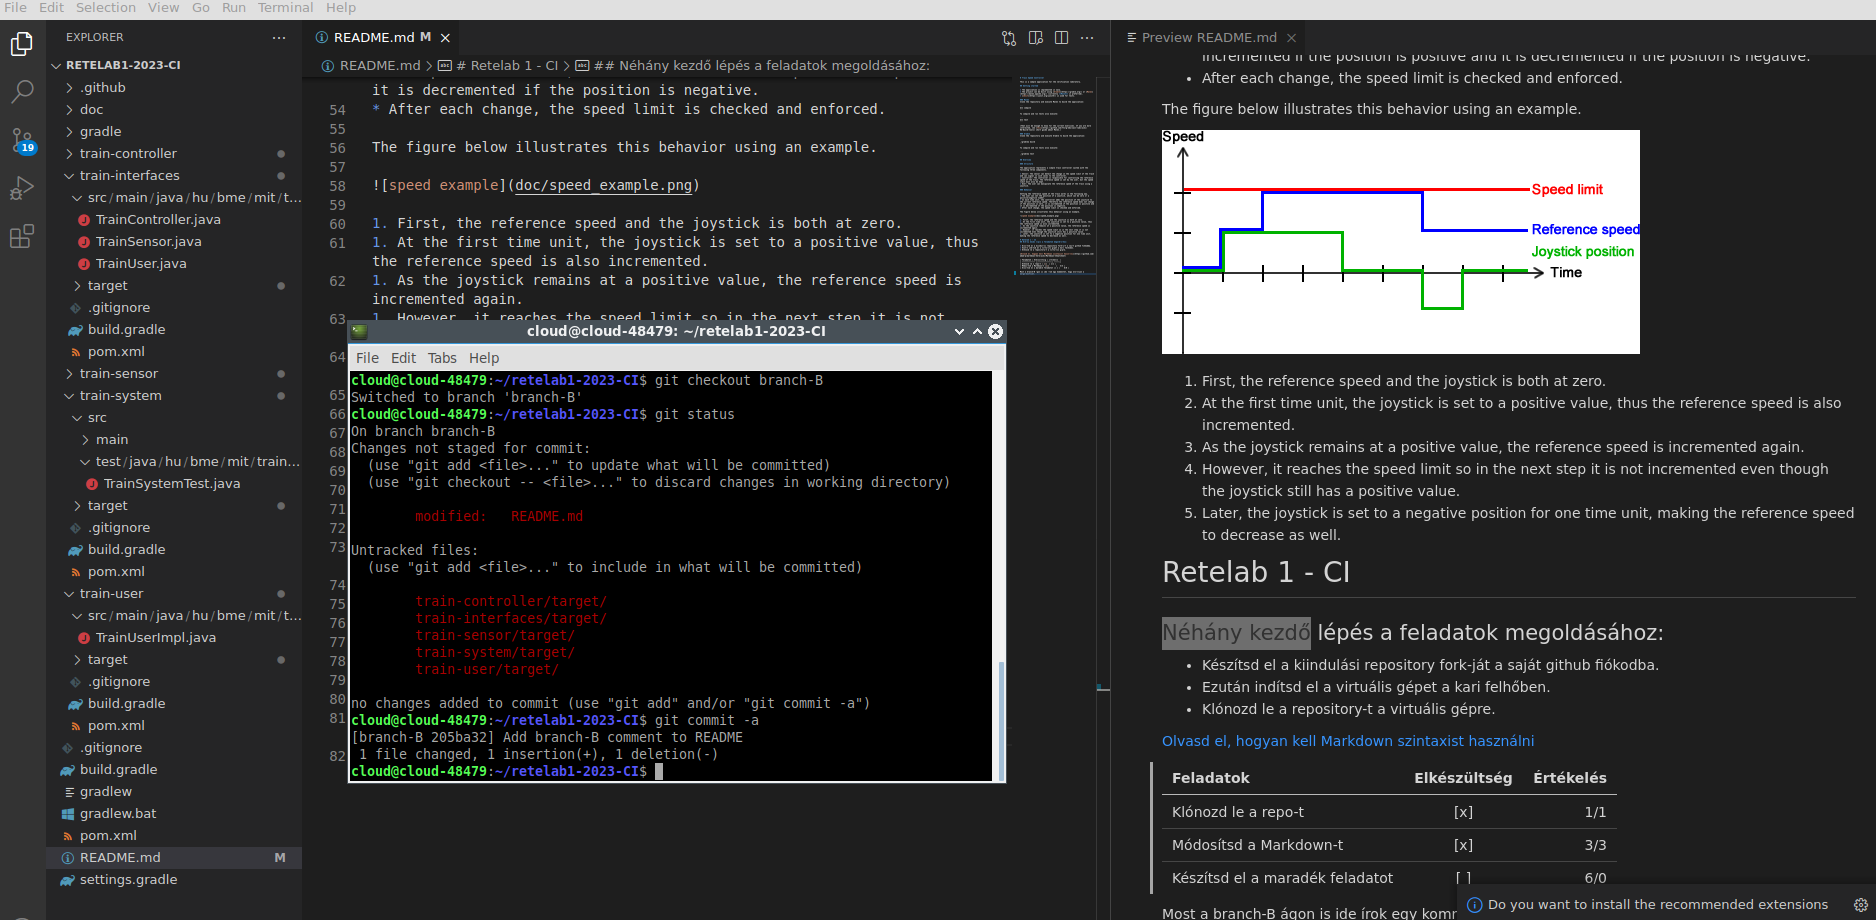 File Edit Selection View Go Run Terminal Help
EXPLORER
RETELAB1-2023-CI
.github
doc
gradle
train-controller
train-interfaces
src/main/java/hu/bme/mit/t...
TrainController.java
TrainSensor.java
TrainUser.java
target
.gitignore
build.gradle
pom.xml
train-sensor
train-system
src
main
test/java/hu/bme/mit/train...
TrainSystemTest.java
target
.gitignore
build.gradle
pom.xml
train-user
src/main/java/hu/bme/mit/t...
TrainUserImpl.java
target
.gitignore
build.gradle
pom.xml
.gitignore
build.gradle
gradlew
gradlew.bat
pom.xml
README.md M
settings.gradle
19
README.md M
README.md > # Retelab 1 - CI > ## Néhány kezdő lépés a feladatok megoldásához:
it is decremented if the position is negative.
54 * After each change, the speed limit is checked and enforced.
55
56 The figure below illustrates this behavior using an example.
57
58 ![speed example](doc/speed_example.png)
59
60 1. First, the reference speed and the joystick is both at zero.
61 1. At the first time unit, the joystick is set to a positive value, thus
the reference speed is also incremented.
62 1. As the joystick remains at a positive value, the reference speed is
incremented again.
63 1. However, it reaches the speed limit so in the next step it is not
64
65
66
67
68
69
70
71
72
73
74
75
76
77
78
79
80
81
82
cloud@cloud-48479: ~/retelab1-2023-CI
File Edit Tabs Help
cloud@cloud-48479:~/retelab1-2023-CI$ git checkout branch-B
Switched to branch 'branch-B'
cloud@cloud-48479:~/retelab1-2023-CI$ git status
On branch branch-B
Changes not staged for commit:
(use "git add <file>..." to update what will be committed)
(use "git checkout -- <file>..." to discard changes in working directory)
modified:   README.md
Untracked files:
(use "git add <file>..." to include in what will be committed)
train-controller/target/
train-interfaces/target/
train-sensor/target/
train-system/target/
train-user/target/
no changes added to commit (use "git add" and/or "git commit -a")
cloud@cloud-48479:~/retelab1-2023-CI$ git commit -a
[branch-B 205ba32] Add branch-B comment to README
1 file changed, 1 insertion(+), 1 deletion(-)
cloud@cloud-48479:~/retelab1-2023-CI$
Preview README.md
incremented if the position is positive and it is decremented if the position is negative.
• After each change, the speed limit is checked and enforced.
The figure below illustrates this behavior using an example.
Speed
Speed limit
Reference speed
Joystick position
Time
1. First, the reference speed and the joystick is both at zero.
2. At the first time unit, the joystick is set to a positive value, thus the reference speed is also
incremented.
3. As the joystick remains at a positive value, the reference speed is incremented again.
4. However, it reaches the speed limit so in the next step it is not incremented even though
the joystick still has a positive value.
5. Later, the joystick is set to a negative position for one time unit, making the reference speed
to decrease as well.
Retelab 1 - CI
Néhány kezdő lépés a feladatok megoldásához:
• Készítsd el a kiindulási repository fork-ját a saját github fiókodba.
• Ezután indítsd el a virtuális gépet a kari felhőben.
• Klónozd le a repository-t a virtuális gépre.
Olvasd el, hogyan kell Markdown szintaxist használni
Feladatok Elkészültség Értékelés
Klónozd le a repo-t [x] 1/1
Módosítsd a Markdown-t [x] 3/3
Készítsd el a maradék feladatot [ ] 6/0
Most a branch-B ágon is ide írok egy
Do you want to install the recommended extensions